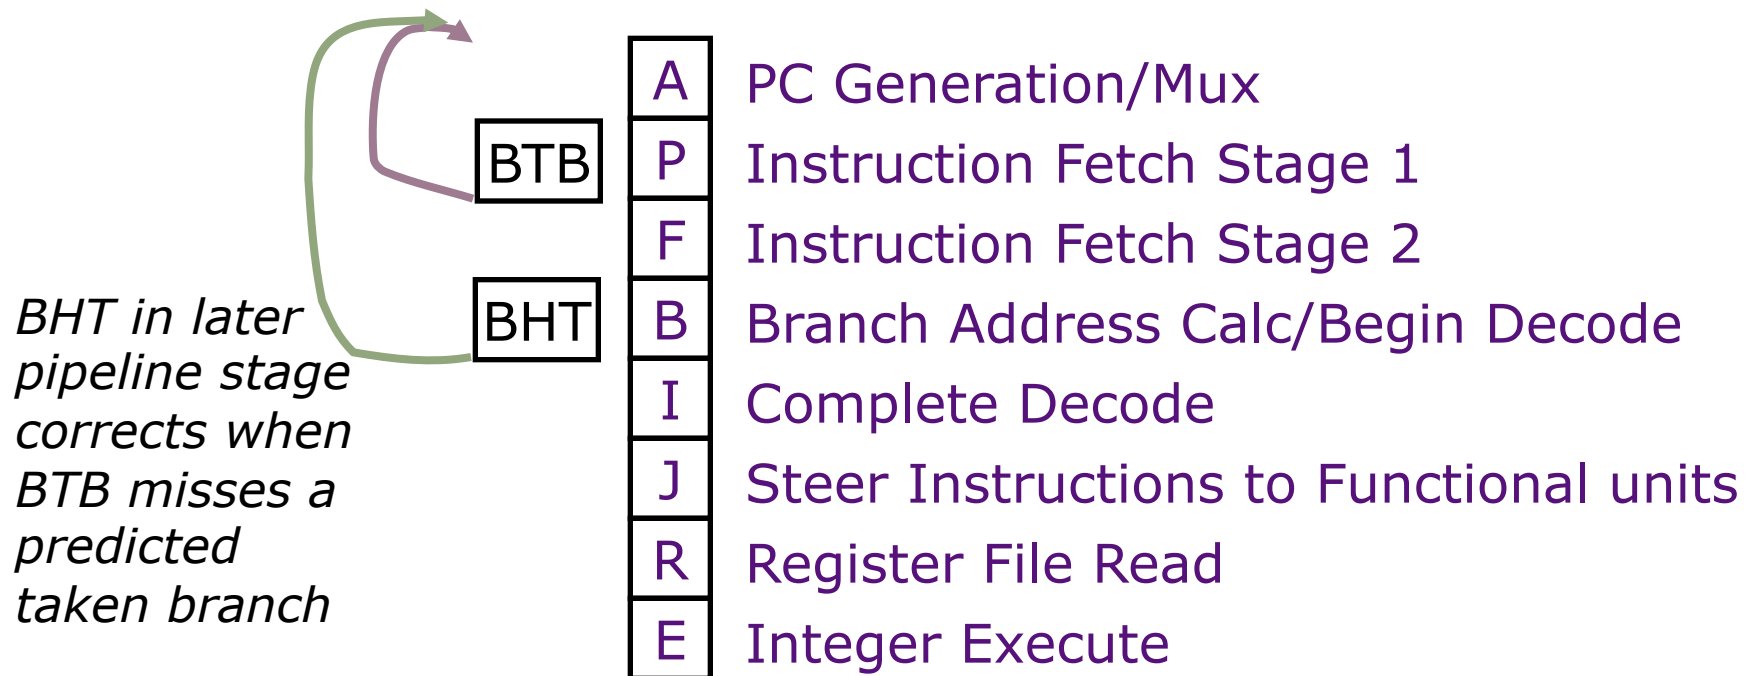 A PC Generation/Mux
BTB P Instruction Fetch Stage 1
F Instruction Fetch Stage 2
BHT B Branch Address Calc/Begin Decode
I Complete Decode
J Steer Instructions to Functional units
R Register File Read
E Integer Execute
BHT in later
pipeline stage
corrects when
BTB misses a
predicted
taken branch